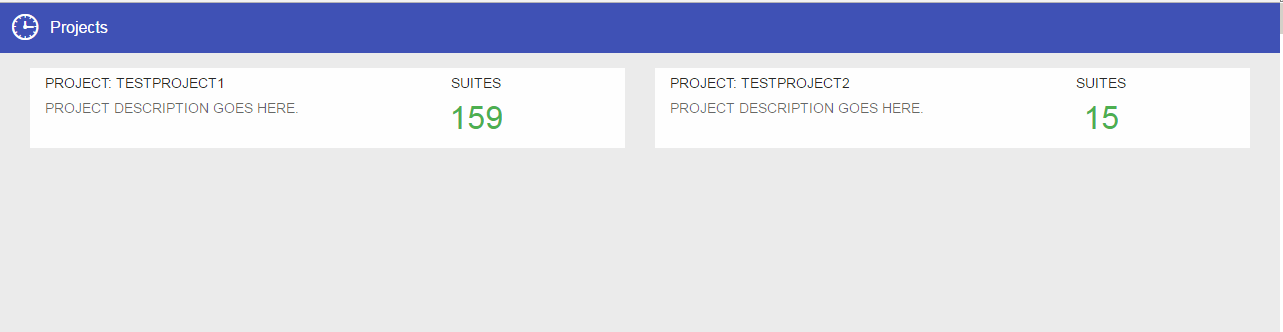 Projects
PROJECT: TESTPROJECT1
PROJECT DESCRIPTION GOES HERE.
SUITES
159
PROJECT: TESTPROJECT2
PROJECT DESCRIPTION GOES HERE.
SUITES
15